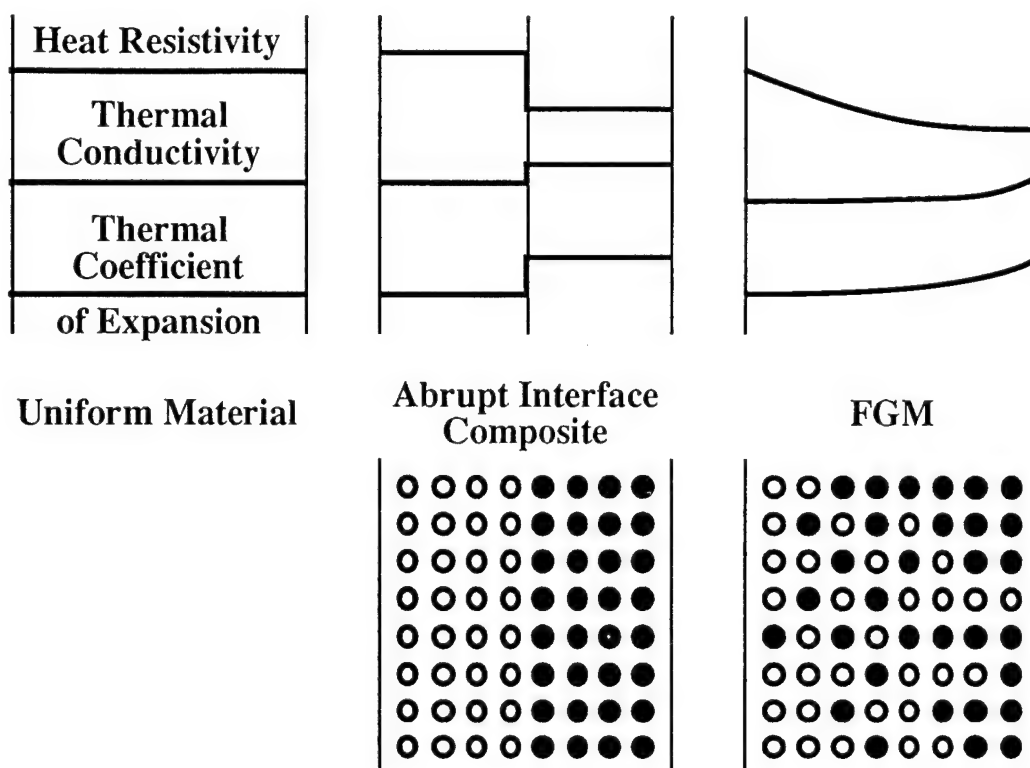 Heat Resistivity
Thermal
Conductivity
Thermal
Coefficient
of Expansion
Uniform Material
Abrupt Interface
Composite
FGM